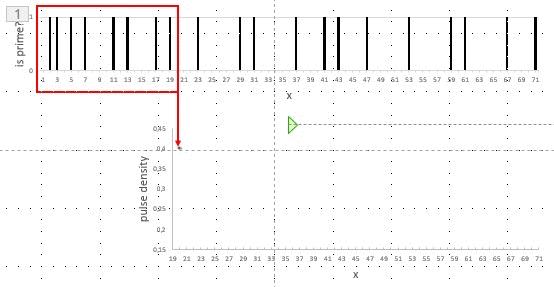 1
is prime?
1
0
1 3 5 7 9 11 13 15 17 19 21 23 25 27 29 31 33 35 37 39 41 43 45 47 49 51 53 55 57 59 61 63 65 67 69 71
x
pulse density
0,45
0,4
0,35
0,3
0,25
0,2
0,15
19 21 23 25 27 29 31 33 35 37 39 41 43 45 47 49 51 53 55 57 59 61 63 65 67 69 71
x